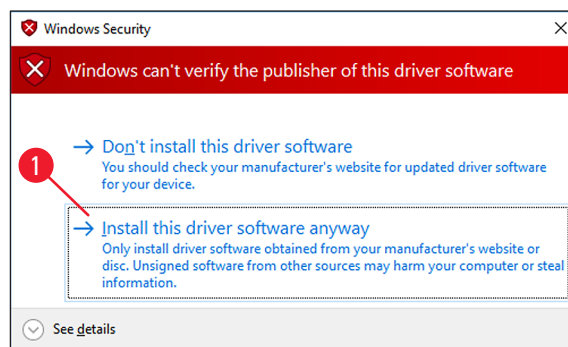 Windows Security
Windows can't verify the publisher of this driver software
Don't install this driver software
You should check your manufacturer's website for updated driver software
for your device.
1
Install this driver software anyway
Only install driver software obtained from your manufacturer's website or
disc. Unsigned software from other sources may harm your computer or steal
information.
See details